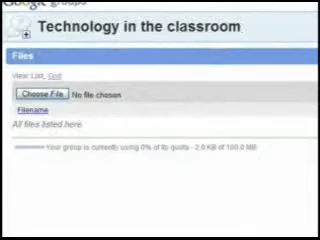 Google groups
Technology in the classroom
Files
View: List,
Choose File No file chosen
Filename
All files listed here.
Your group is currently using 0% of its quota - 2.0 KB of 100.0 MB